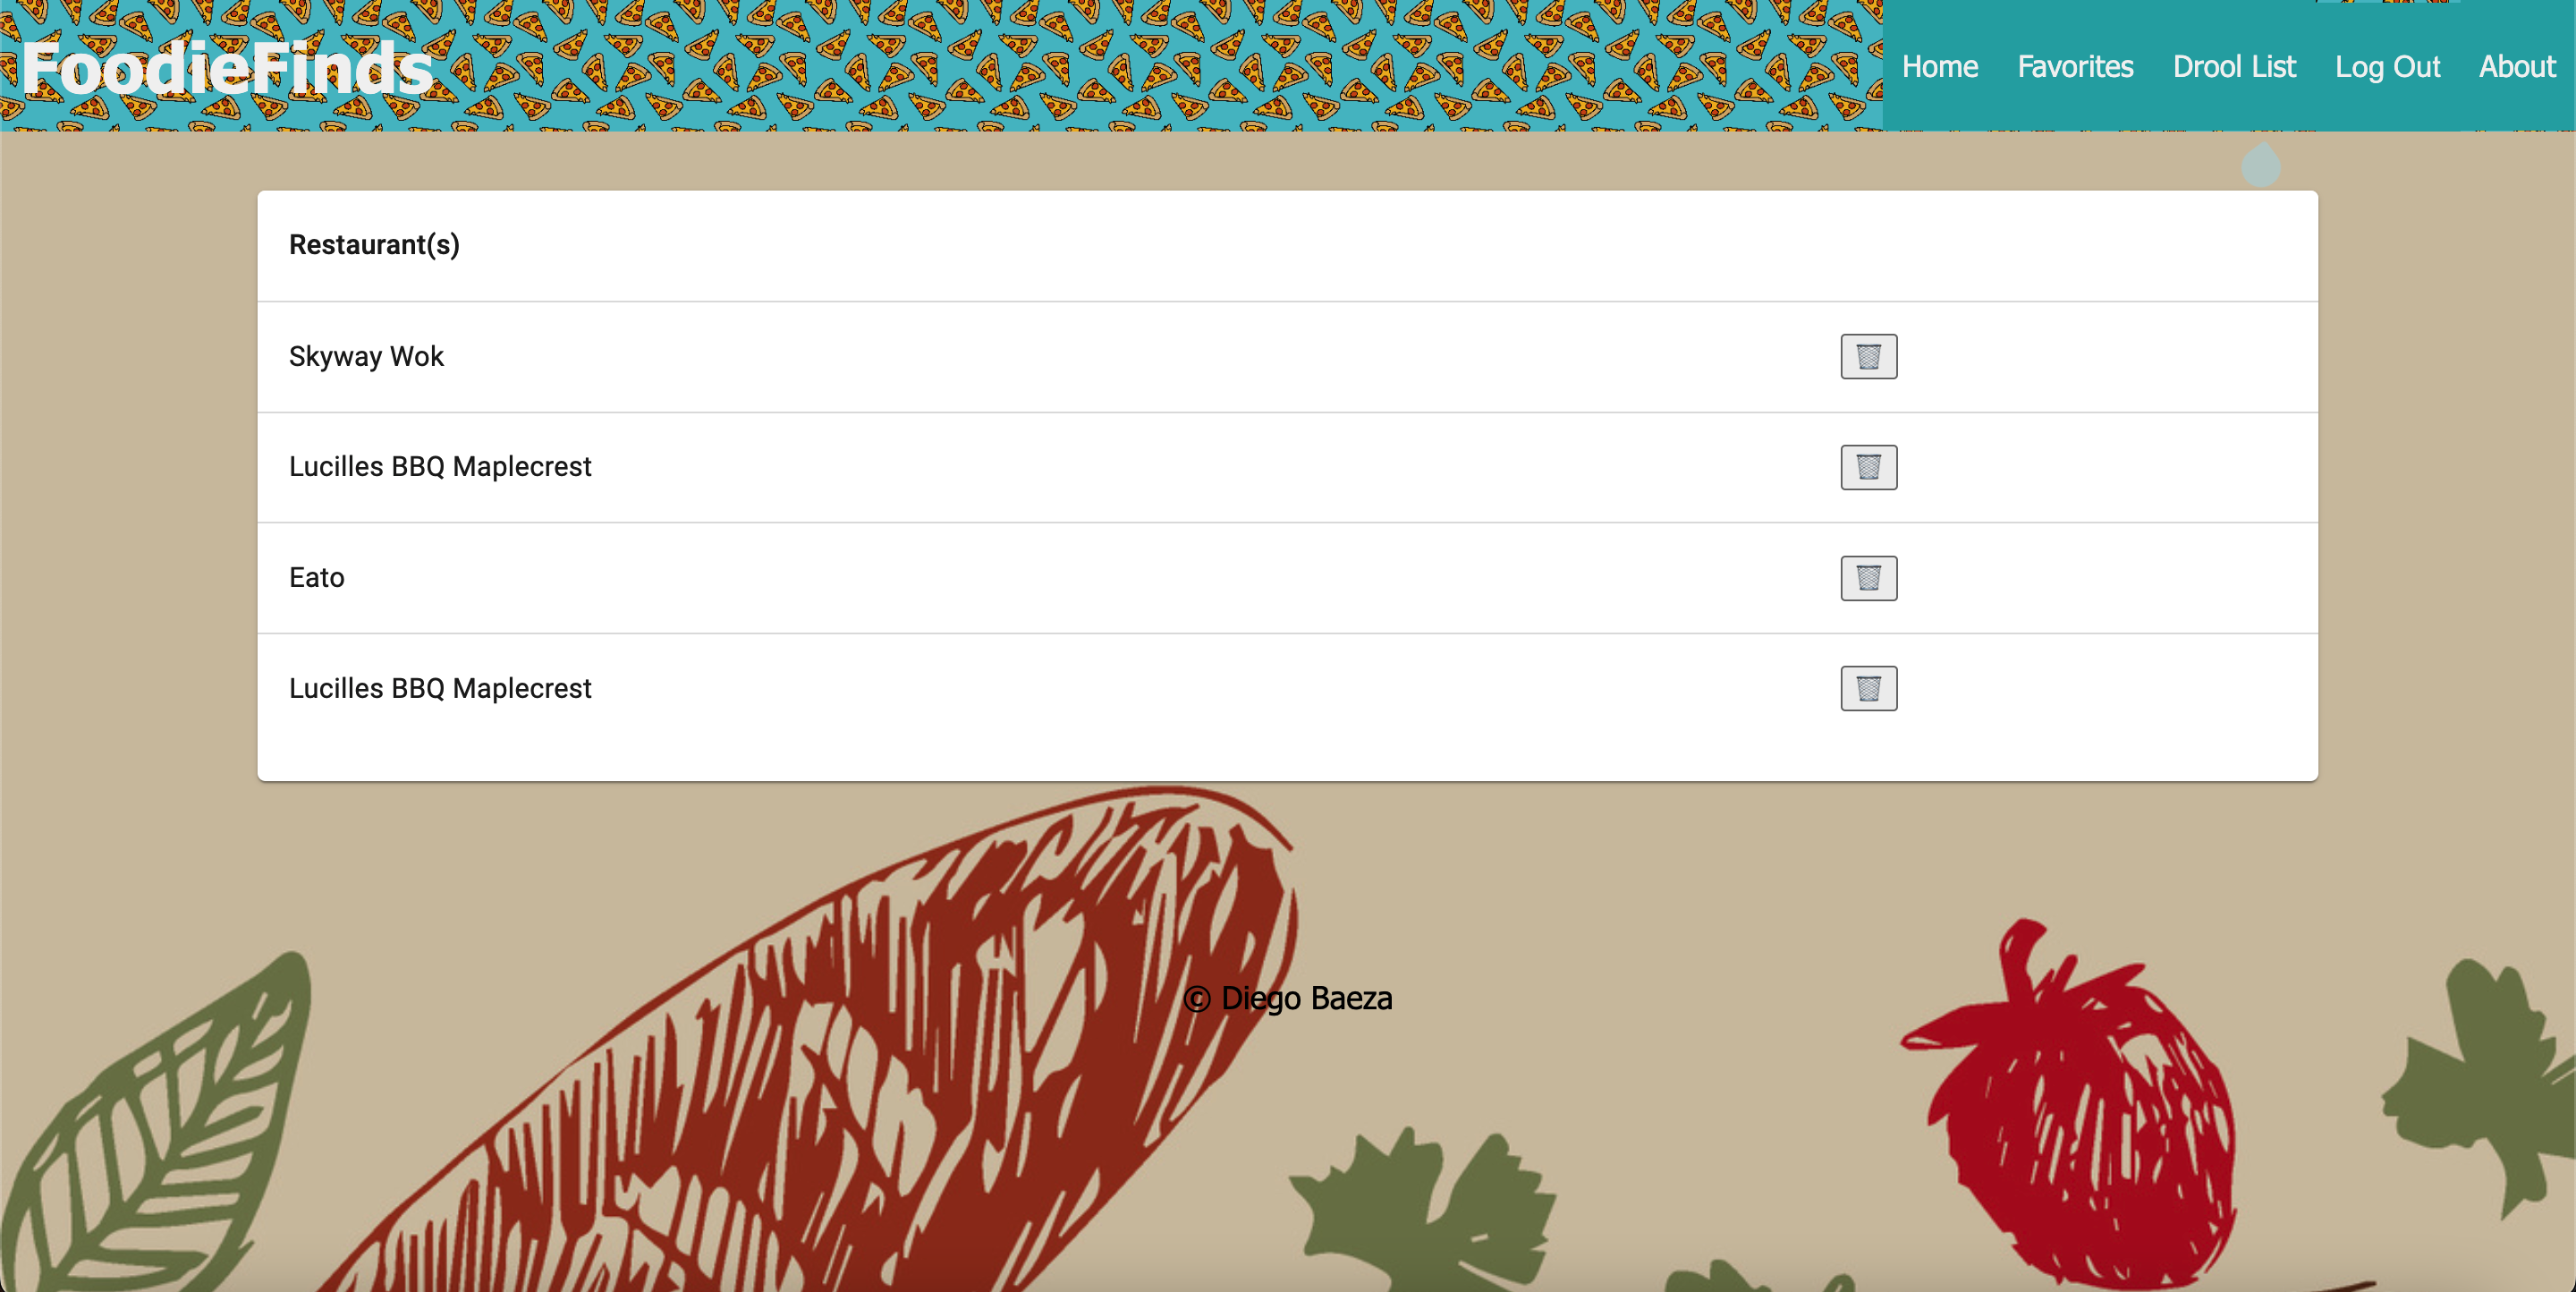 FoodieFinds
Home Favorites Drool List Log Out About
Restaurant(s)
Skyway Wok
Lucilles BBQ Maplecrest
Eato
Lucilles BBQ Maplecrest
© Diego Baeza